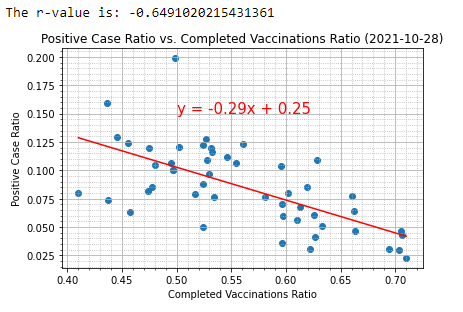 The r-value is: -0.6491020215431361
Positive Case Ratio vs. Completed Vaccinations Ratio (2021-10-28)
0.200
0.175
0.150
0.125
0.100
0.075
0.050
0.025
Positive Case Ratio
y = -0.29x + 0.25
0.40 0.45 0.50 0.55 0.60 0.65 0.70
Completed Vaccinations Ratio